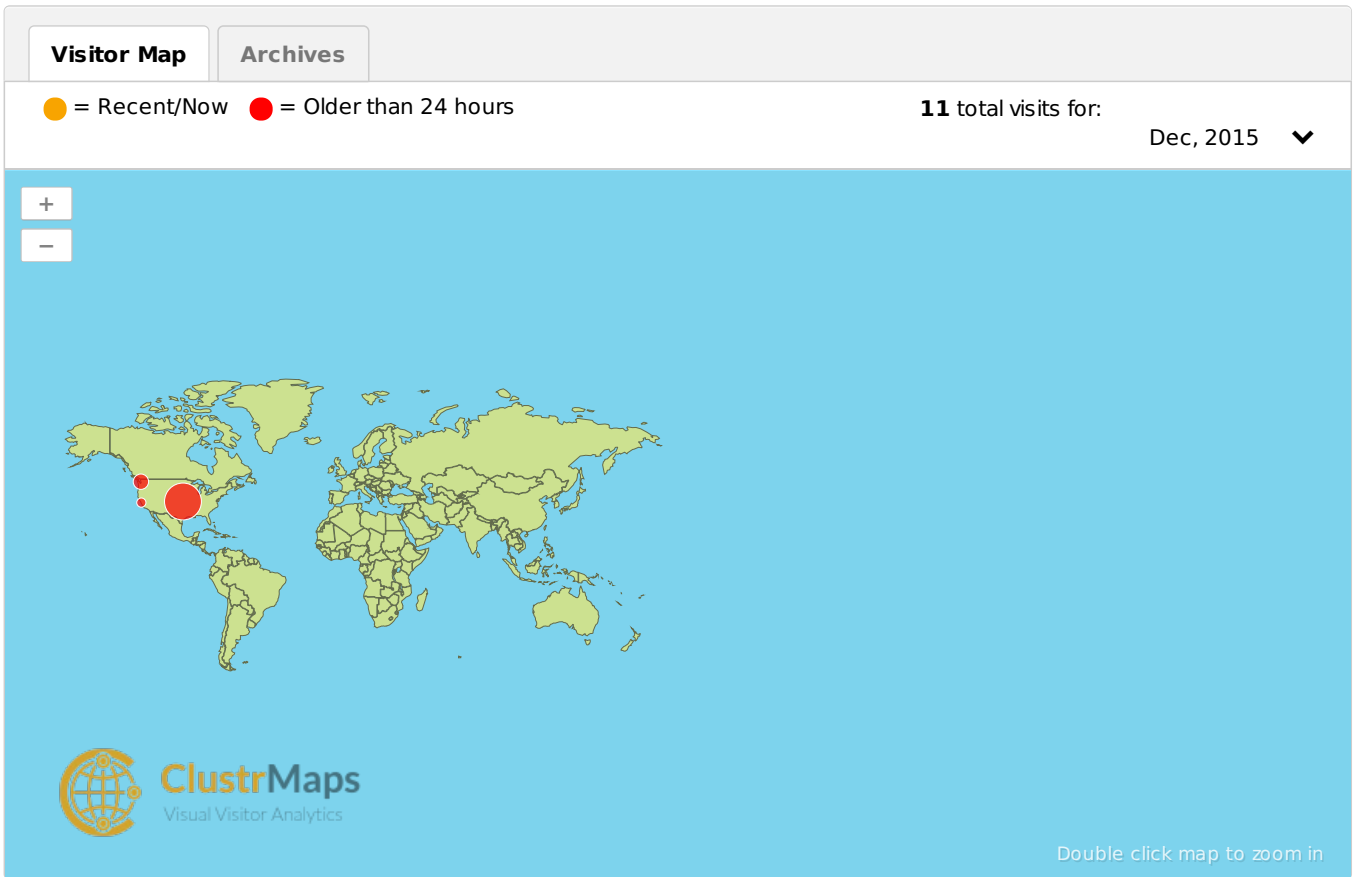 Visitor Map Archives
= Recent/Now = Older than 24 hours 11 total visits for:
Dec, 2015
+
−
ClustrMaps
Visual Visitor Analytics
Double click map to zoom in